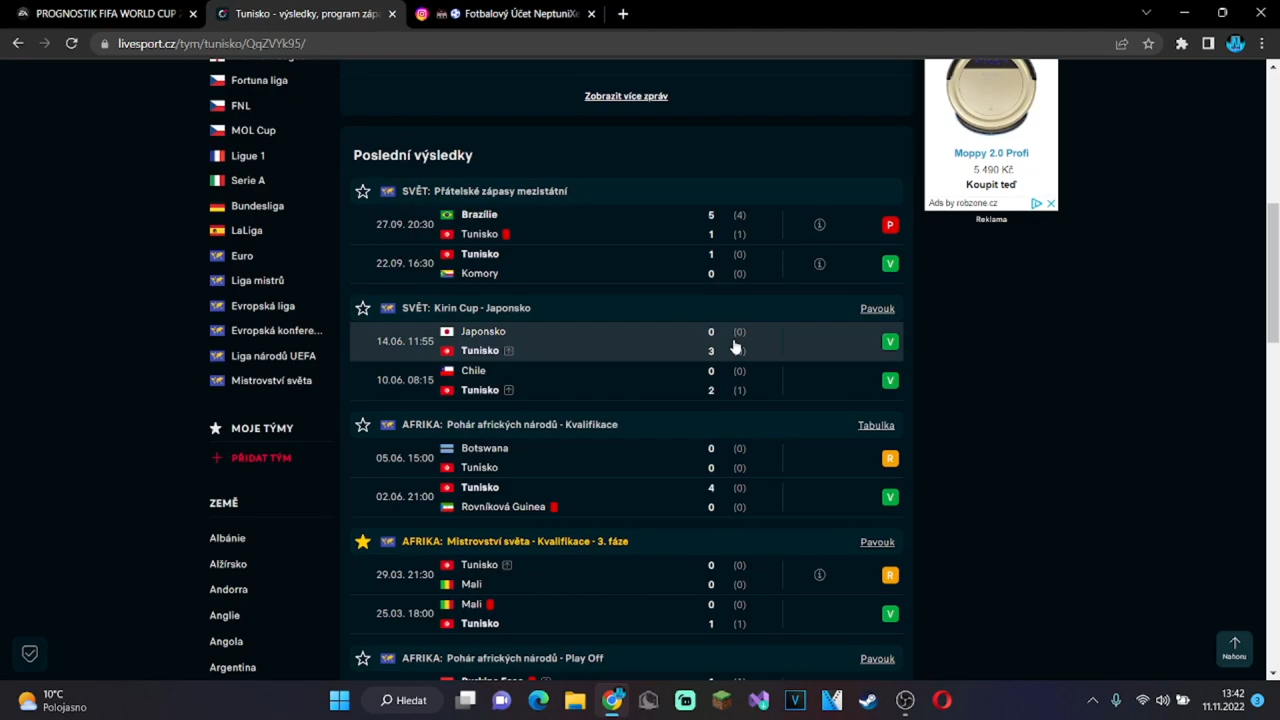 PROGNOSTIK FIFA WORLD CUP 2
Tunisko - výsledky, program záp
Fotbalový Účet NeptuniXe
livesport.cz/tym/tunisko/QqZVYk95/
Fortuna liga
FNL
MOL Cup
Ligue 1
Serie A
Bundesliga
LaLiga
Euro
Liga mistrů
Evropská liga
Evropská konfere...
Liga národů UEFA
Mistrovství světa
MOJE TÝMY
+ PŘIDAT TÝM
ZEMĚ
Albánie
Alžírsko
Andorra
Anglie
Angola
Argentina
Zobrazit více zpráv
Poslední výsledky
SVĚT: Přátelské zápasy mezistátní
27.09. 20:30 Brazílie 5 (4) P
Tunisko 1 (1)
22.09. 16:30 Tunisko 1 (0) V
Komory 0 (0)
SVĚT: Kirin Cup - Japonsko Pavouk
14.06. 11:55 Japonsko 0 (0) V
Tunisko 3
10.06. 08:15 Chile 0 (0) V
Tunisko 2 (1)
AFRIKA: Pohár afrických národů - Kvalifikace Tabulka
05.06. 15:00 Botswana 0 (0) R
Tunisko 0 (0)
02.06. 21:00 Tunisko 4 (0) V
Rovníková Guinea 0 (0)
AFRIKA: Mistrovství světa - Kvalifikace - 3. fáze Pavouk
29.03. 21:30 Tunisko 0 (0) R
Mali 0 (0)
25.03. 18:00 Mali 0 (0) V
Tunisko 1 (1)
AFRIKA: Pohár afrických národů - Play Off Pavouk
Moppy 2.0 Profi
5 490 Kč
Koupit teď
Ads by robzone.cz
Reklama
Nahoru
10°C
Polojasno
Hledat
13:42
11.11.2022
3